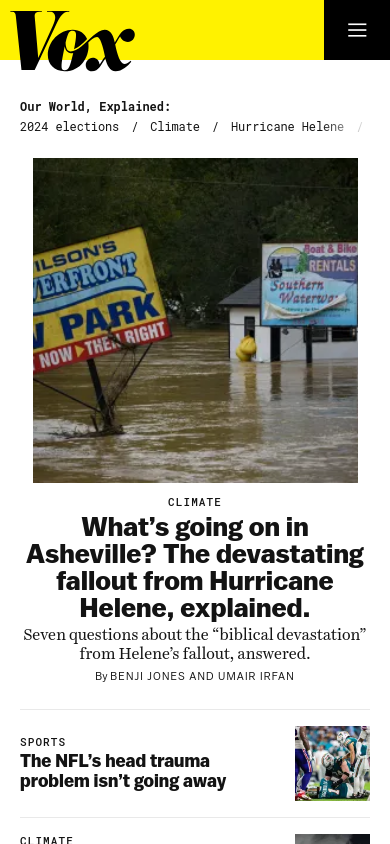 Vox
Our World, Explained:
2024 elections / Climate / Hurricane Helene /
ILSON'S
ERFRONT
V PARK
NOW ▶ THEN RIGHT
Boat & Bike
RENTALS
Southern
Waterways
CLIMATE
What’s going on in
Asheville? The devastating
fallout from Hurricane
Helene, explained.
Seven questions about the “biblical devastation”
from Helene’s fallout, answered.
By BENJI JONES AND UMAIR IRFAN
SPORTS
The NFL’s head trauma
problem isn’t going away
CLIMATE